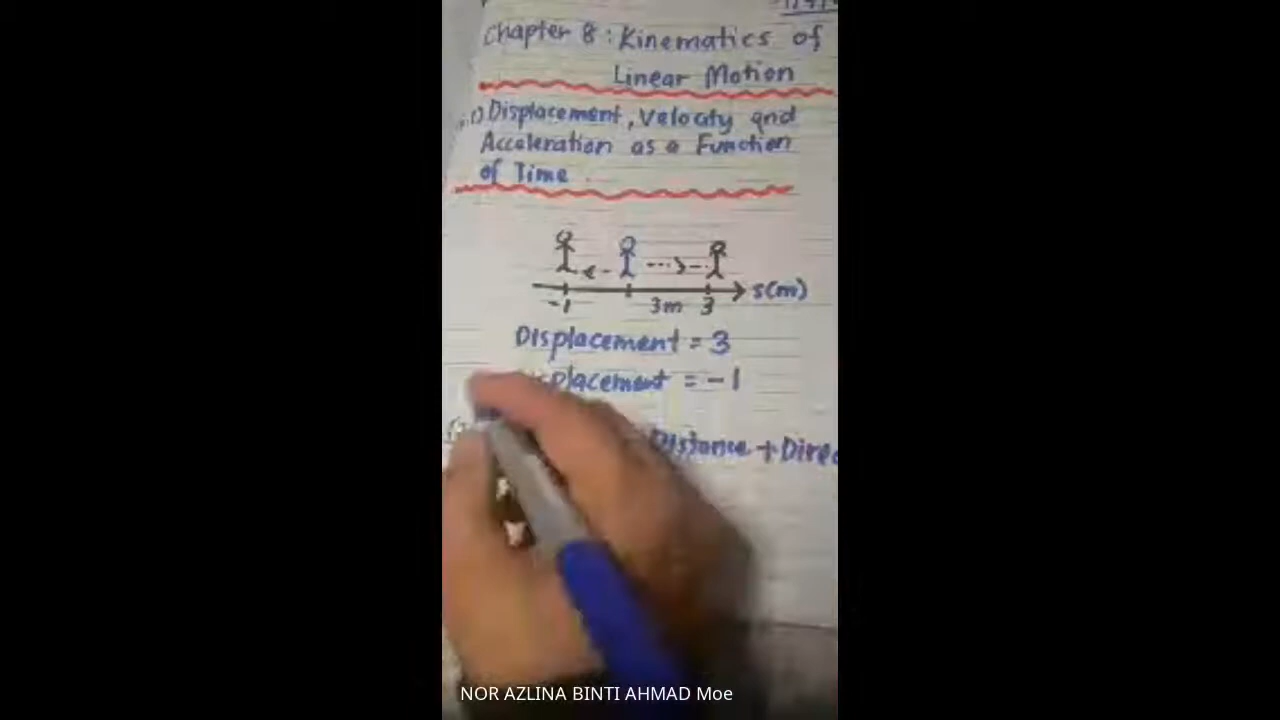 Chapter 8: Kinematics of
Linear Motion
Displacement, Velocity and
Acceleration as a Function
of Time.
-1 3m 3 s(m)
Displacement = 3
= -1
Distance + Direc
NOR AZLINA BINTI AHMAD Moe